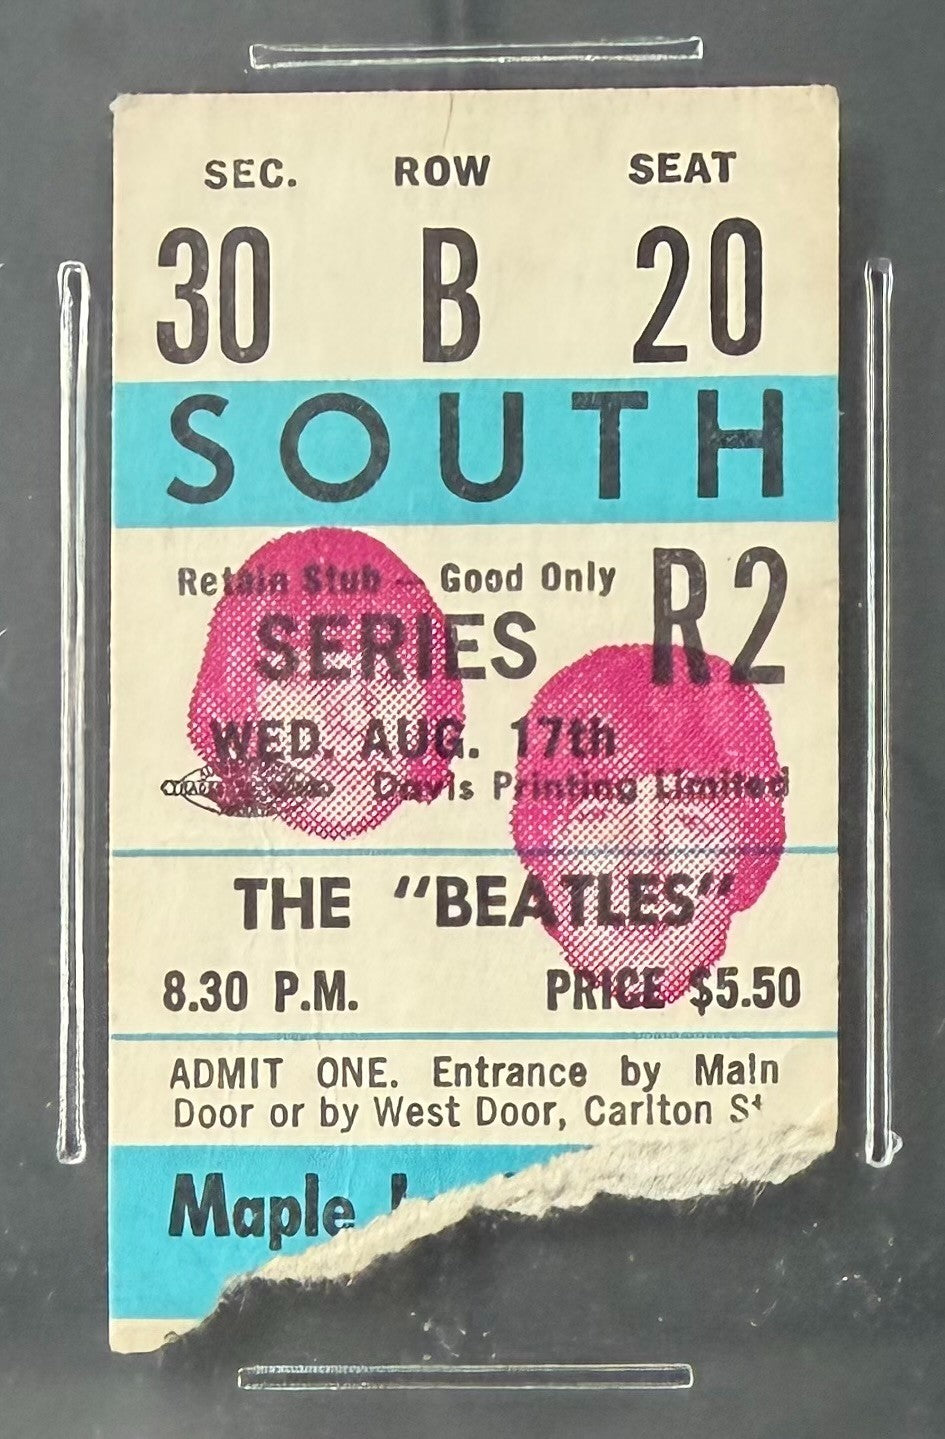 SEC. ROW SEAT
30 B 20
SOUTH
Retain Stub — Good Only
SERIES R2
WED. AUG. 17th
Davis Printing Limited
THE "BEATLES"
8.30 P.M. PRICE $5.50
ADMIT ONE. Entrance by Main
Door or by West Door, Carlton St
Maple